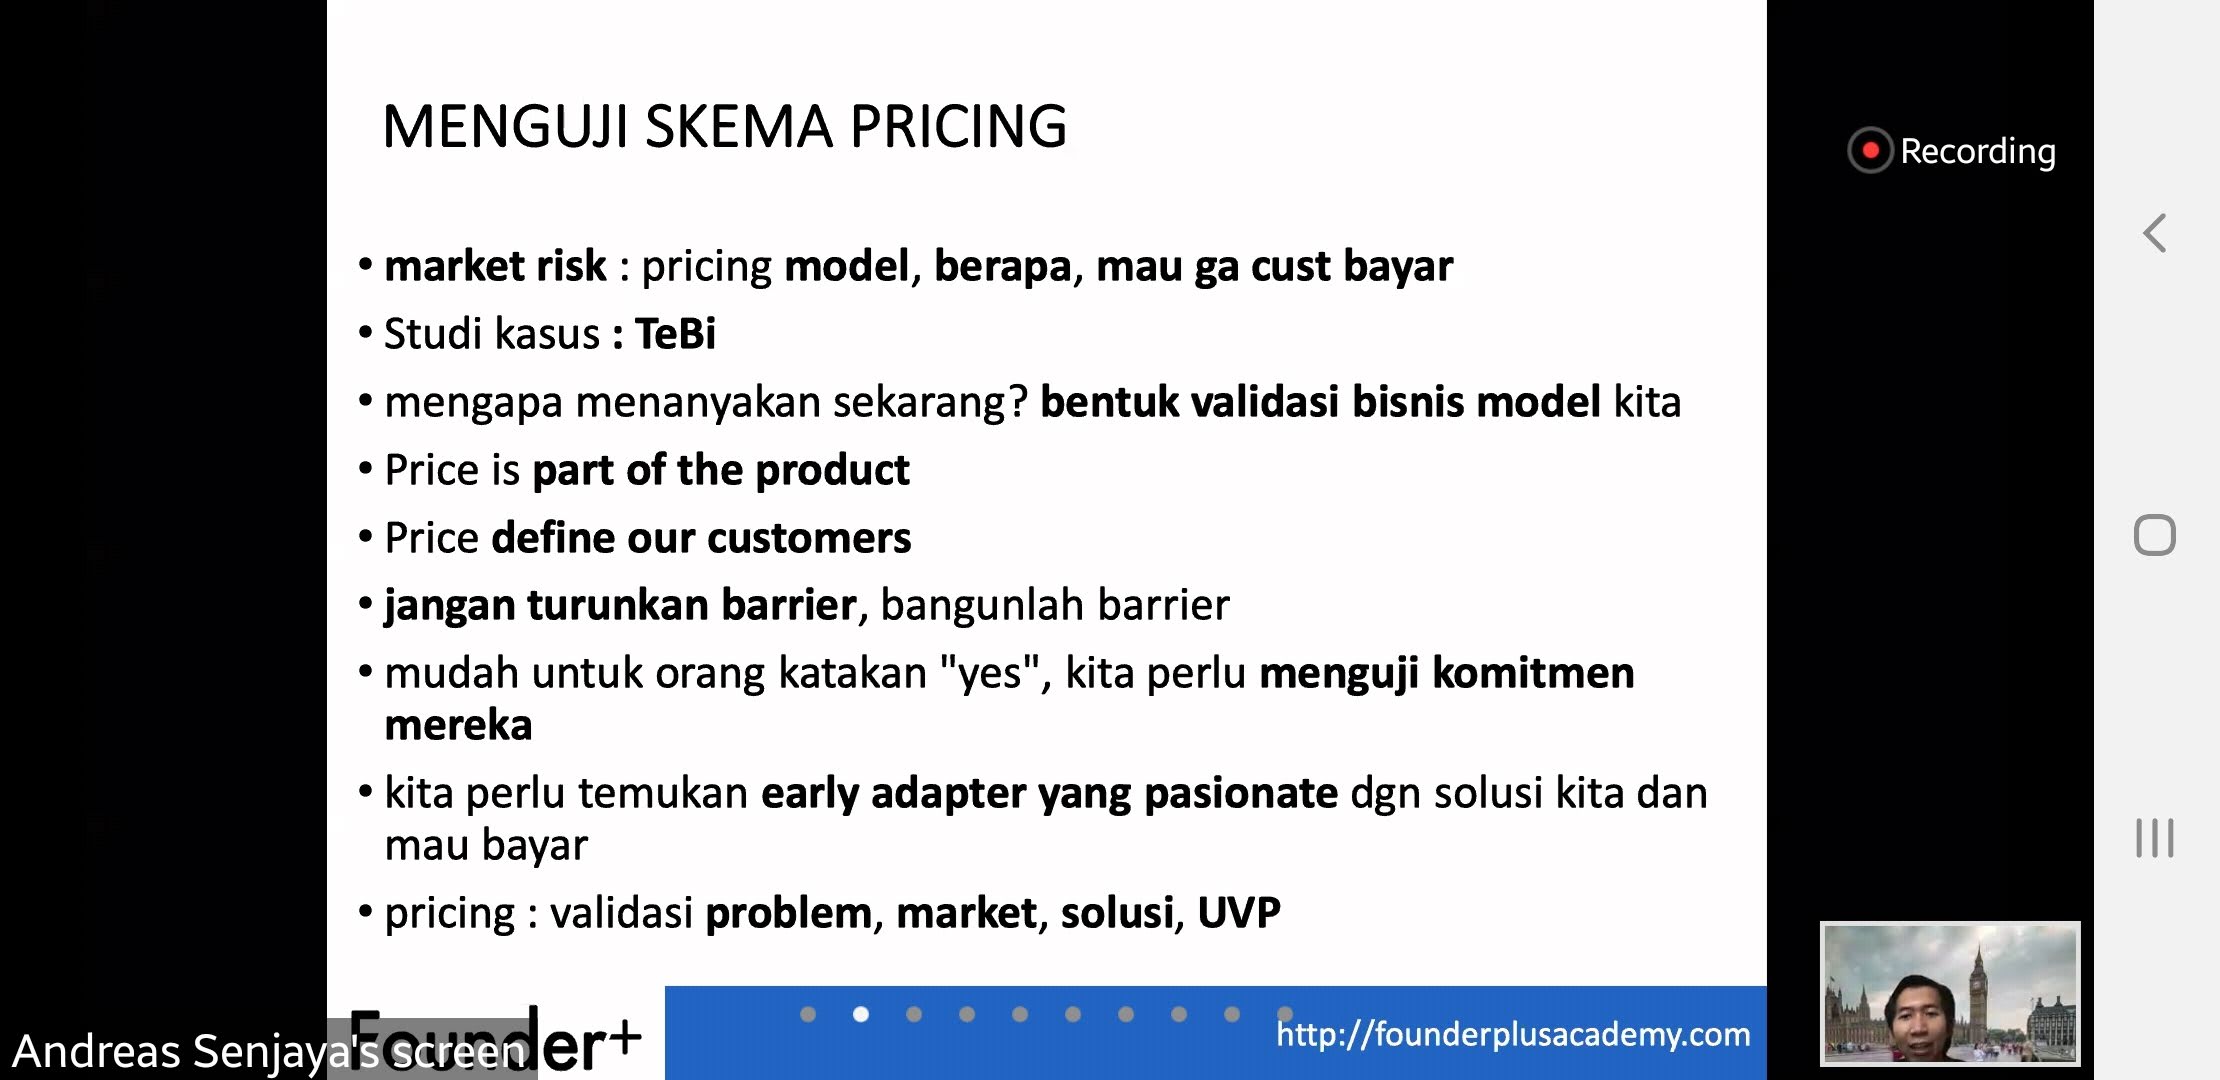 MENGUJI SKEMA PRICING
Recording
• market risk : pricing model, berapa, mau ga cust bayar
• Studi kasus : TeBi
• mengapa menanyakan sekarang? bentuk validasi bisnis model kita
• Price is part of the product
• Price define our customers
• jangan turunkan barrier, bangunlah barrier
• mudah untuk orang katakan "yes", kita perlu menguji komitmen
mereka
• kita perlu temukan early adapter yang pasionate dgn solusi kita dan
mau bayar
• pricing : validasi problem, market, solusi, UVP
Founder+
http://founderplusacademy.com
Andreas Senjaya's screen